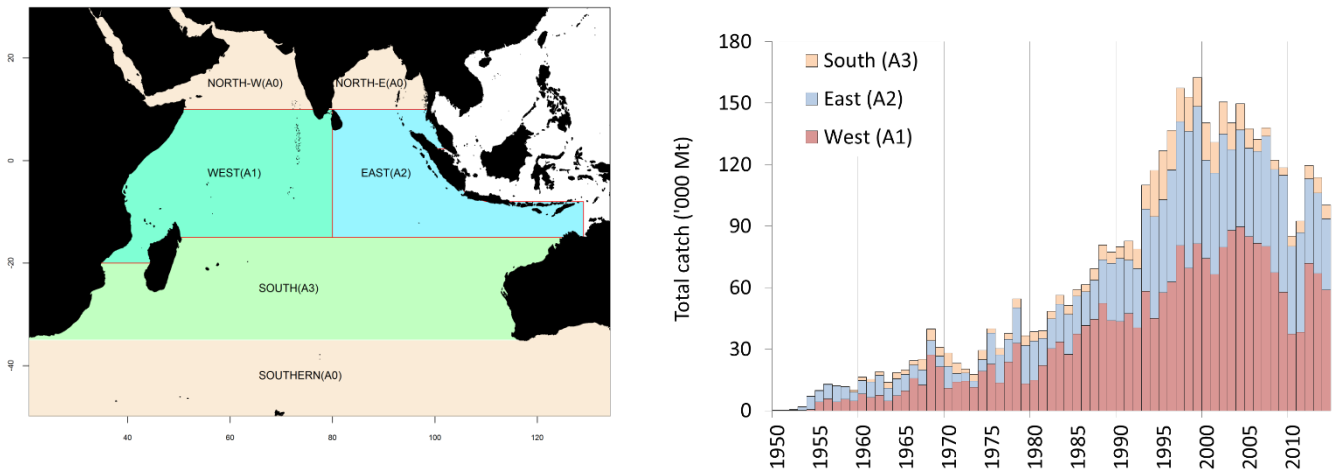 20
0
-20
-40
NORTH-W(A0)
NORTH-E(A0)
WEST(A1)
EAST(A2)
SOUTH(A3)
SOUTHERN(A0)
40 60 80 100 120
Total catch ('000 Mt)
180
150
120
90
60
30
0
South (A3)
East (A2)
West (A1)
1950 1955 1960 1965 1970 1975 1980 1985 1990 1995 2000 2005 2010